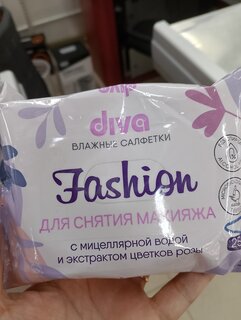 diva
ВЛАЖНЫЕ САЛФЕТКИ
Fashion
ДЛЯ СНЯТИЯ МАКИЯЖА
с мицеллярной водой
и экстрактом цветков розы